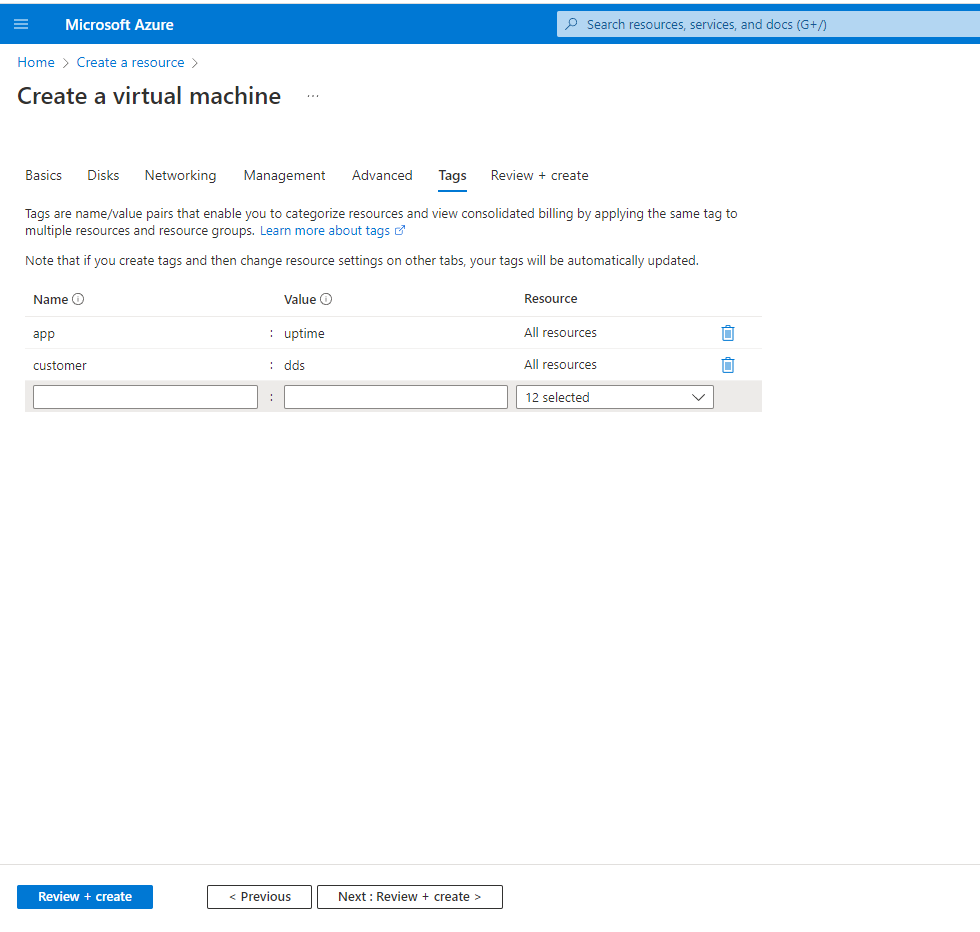 Microsoft Azure
Search resources, services, and docs (G+/)
Home > Create a resource >
Create a virtual machine ...
Basics Disks Networking Management Advanced Tags Review + create
Tags are name/value pairs that enable you to categorize resources and view consolidated billing by applying the same tag to
multiple resources and resource groups. Learn more about tags
Note that if you create tags and then change resource settings on other tabs, your tags will be automatically updated.
Name Value Resource
app : uptime All resources
customer : dds All resources
: 12 selected
Review + create < Previous Next : Review + create >